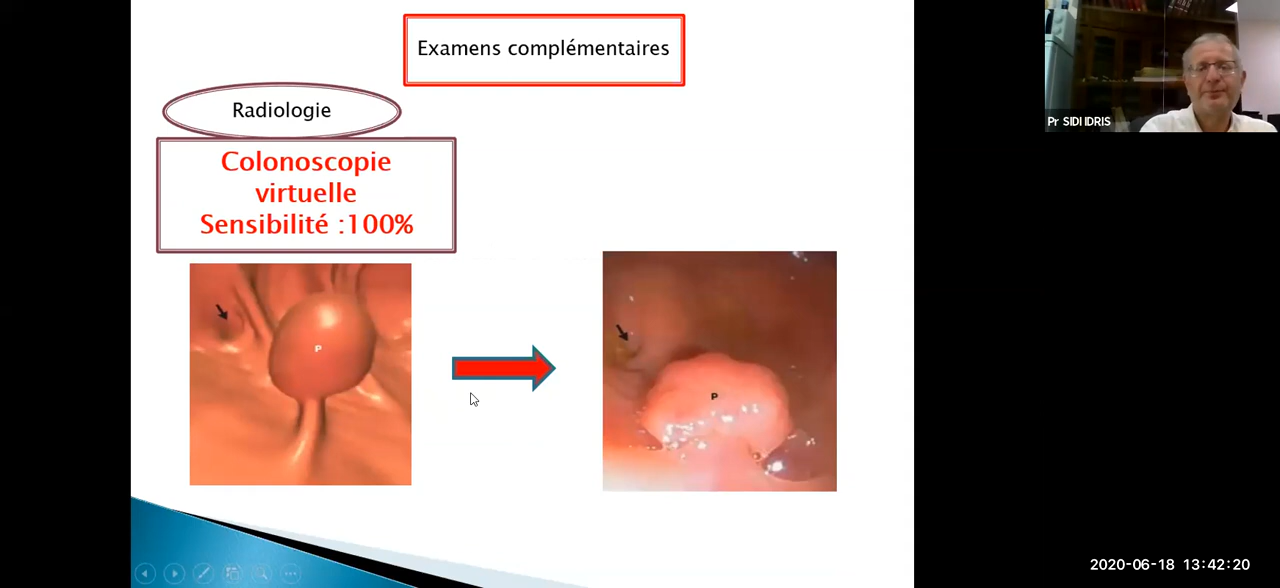 Examens complémentaires
Radiologie
Colonoscopie
virtuelle
Sensibilité :100%
P
P
Pr SIDI IDRIS
2020-06-18 13:42:20